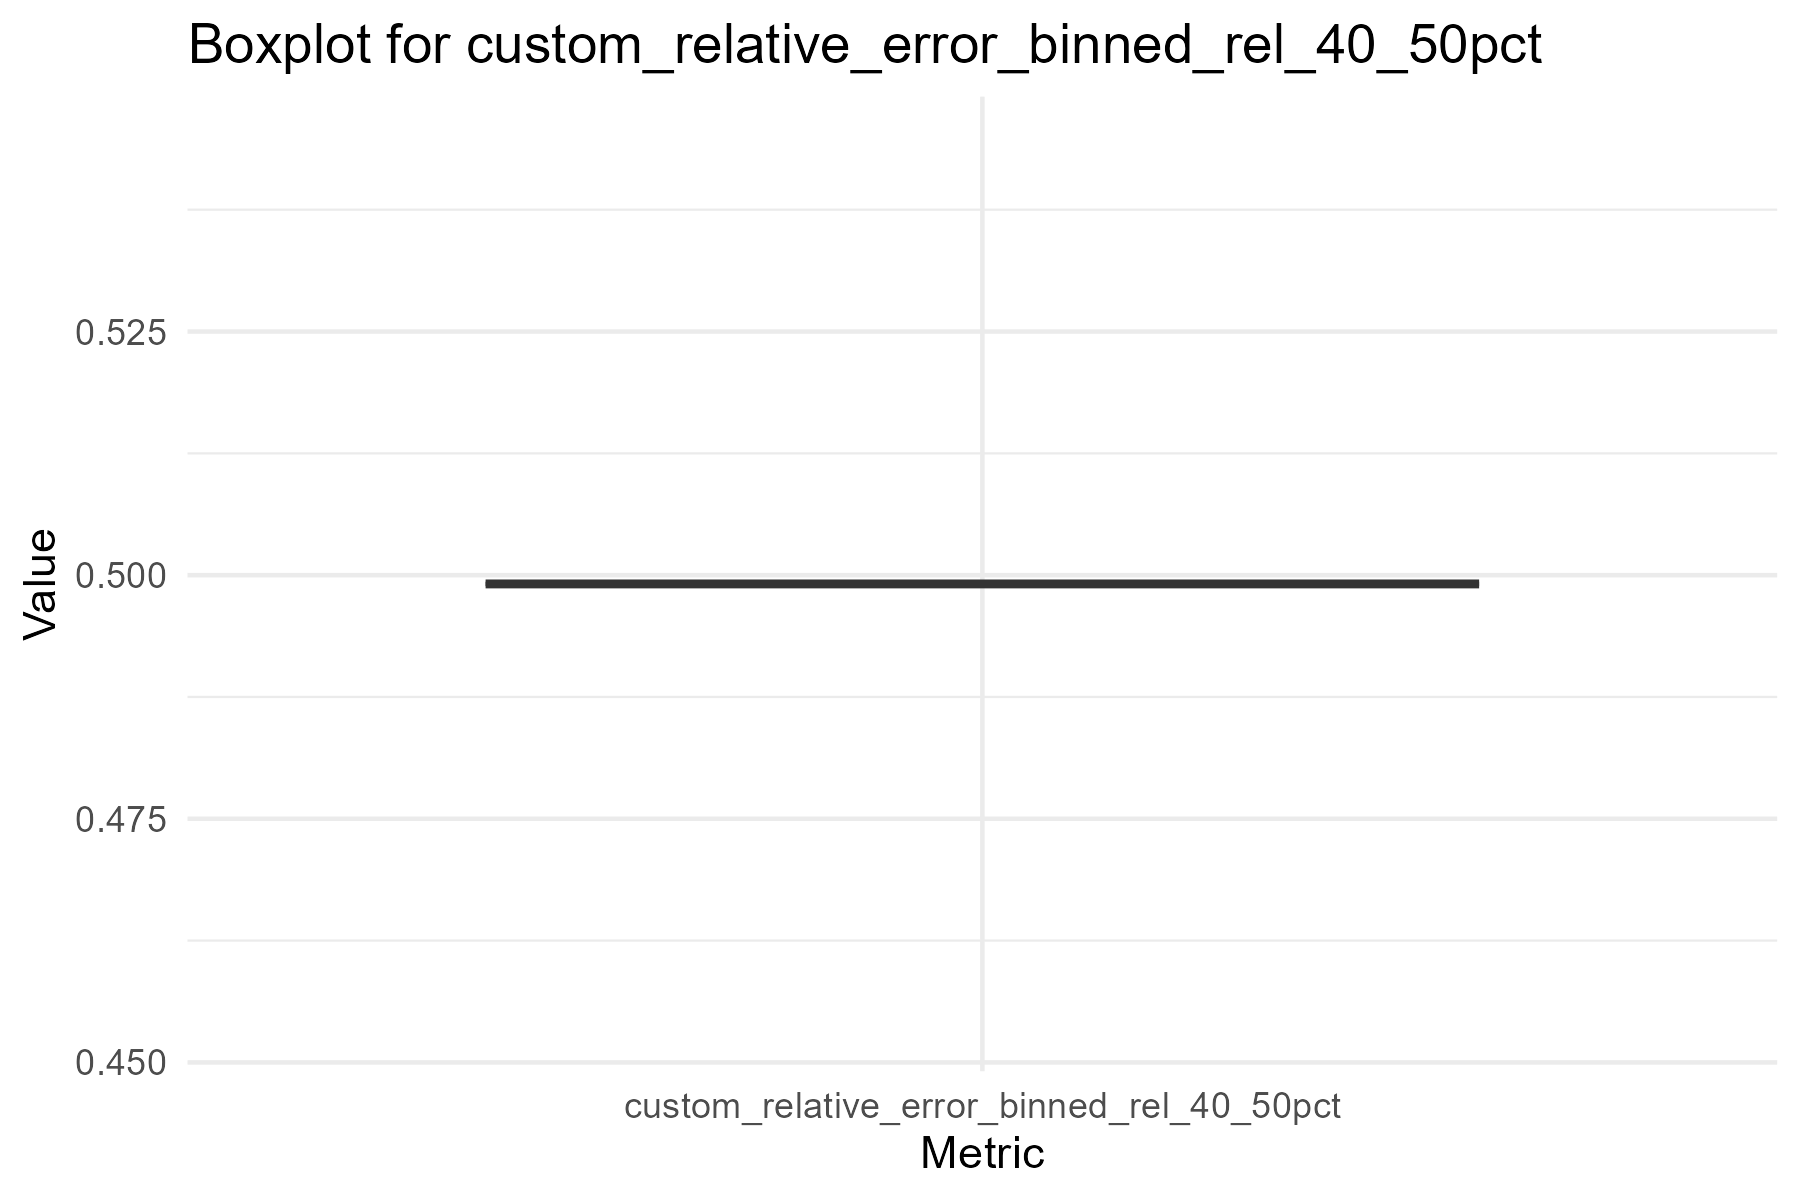 Boxplot for custom_relative_error_binned_rel_40_50pct
Value
0.525
0.500
0.475
0.450
custom_relative_error_binned_rel_40_50pct
Metric